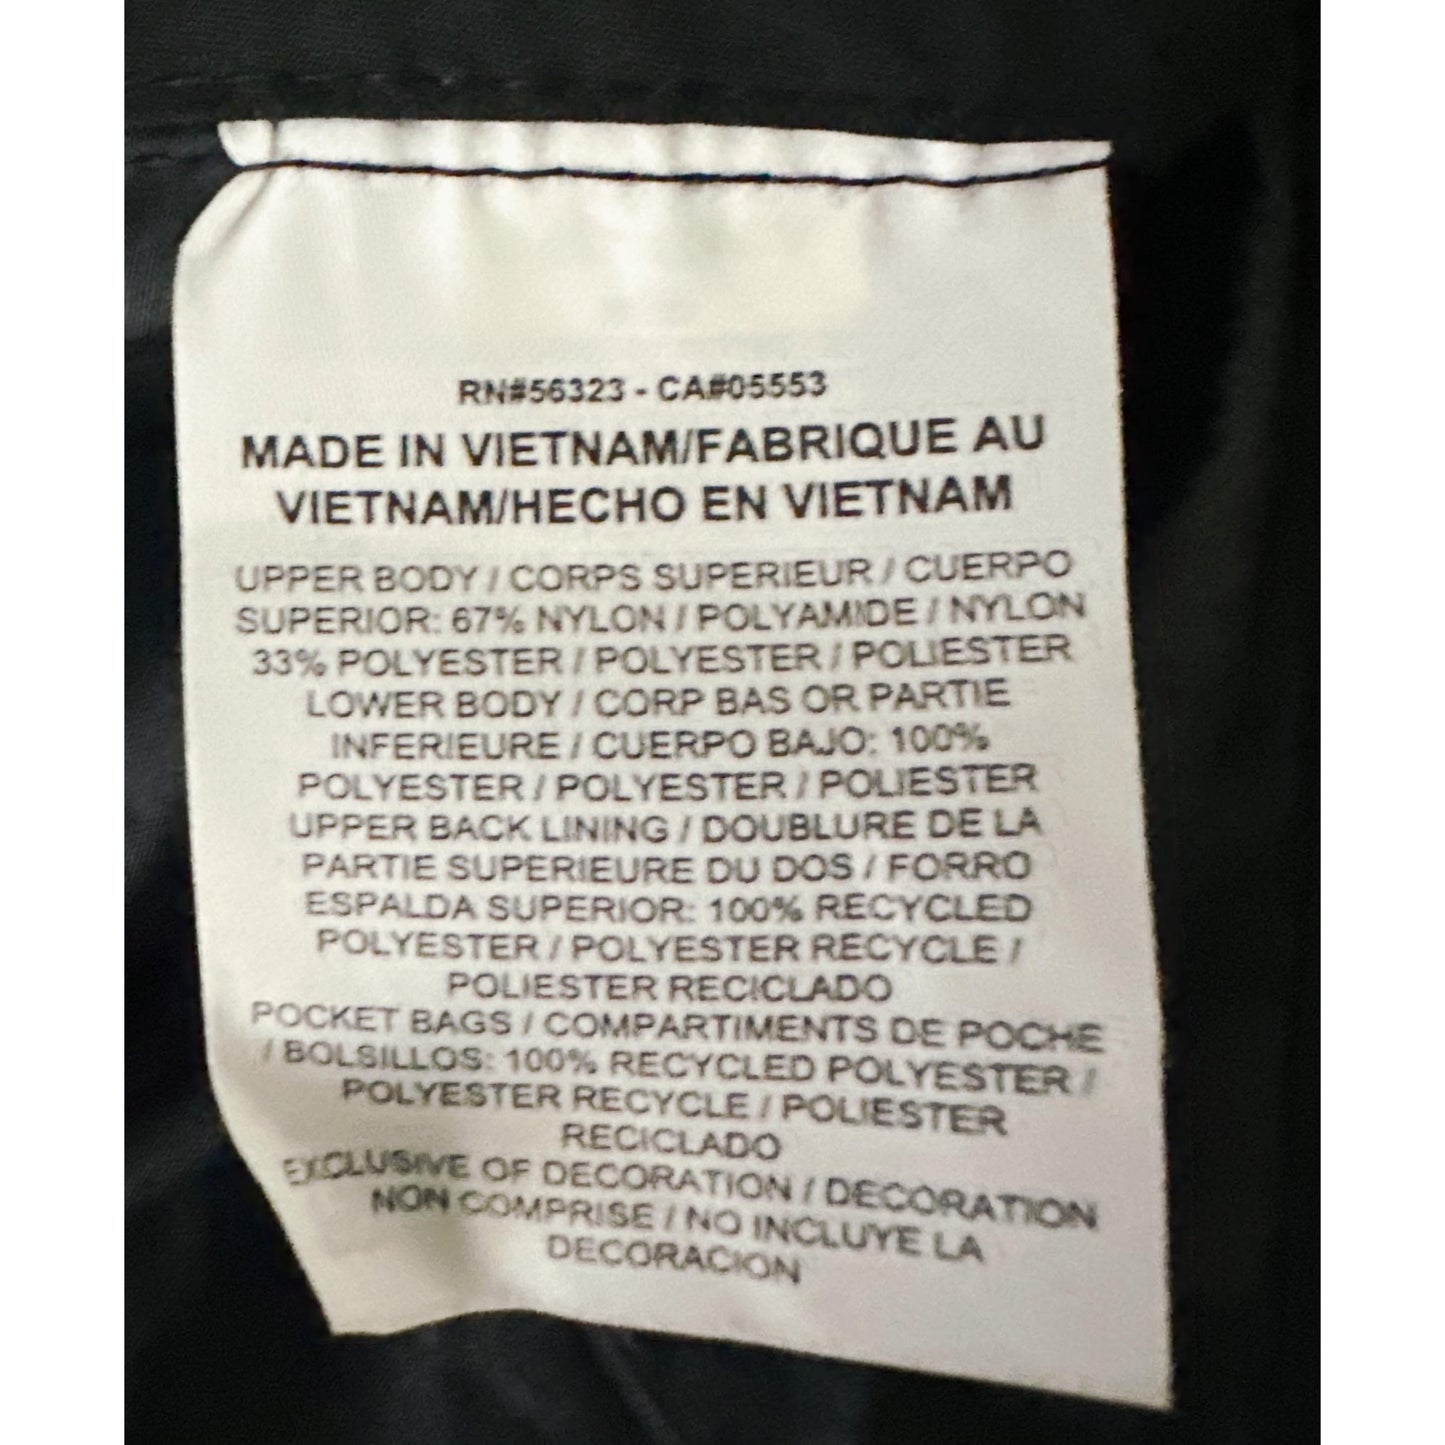 RN#56323 - CA#05553
MADE IN VIETNAM/FABRIQUE AU
VIETNAM/HECHO EN VIETNAM
UPPER BODY / CORPS SUPERIEUR / CUERPO
SUPERIOR: 67% NYLON / POLYAMIDE / NYLON
33% POLYESTER / POLYESTER / POLIESTER
LOWER BODY / CORP BAS OR PARTIE
INFERIEURE / CUERPO BAJO: 100%
POLYESTER / POLYESTER / POLIESTER
UPPER BACK LINING / DOUBLURE DE LA
PARTIE SUPERIEURE DU DOS / FORRO
ESPALDA SUPERIOR: 100% RECYCLED
POLYESTER / POLYESTER RECYCLE /
POLIESTER RECICLADO
POCKET BAGS / COMPARTIMENTS DE POCHE
/ BOLSILLOS: 100% RECYCLED POLYESTER /
POLYESTER RECYCLE / POLIESTER
RECICLADO
EXCLUSIVE OF DECORATION / DECORATION
NON COMPRISE / NO INCLUYE LA
DECORACION